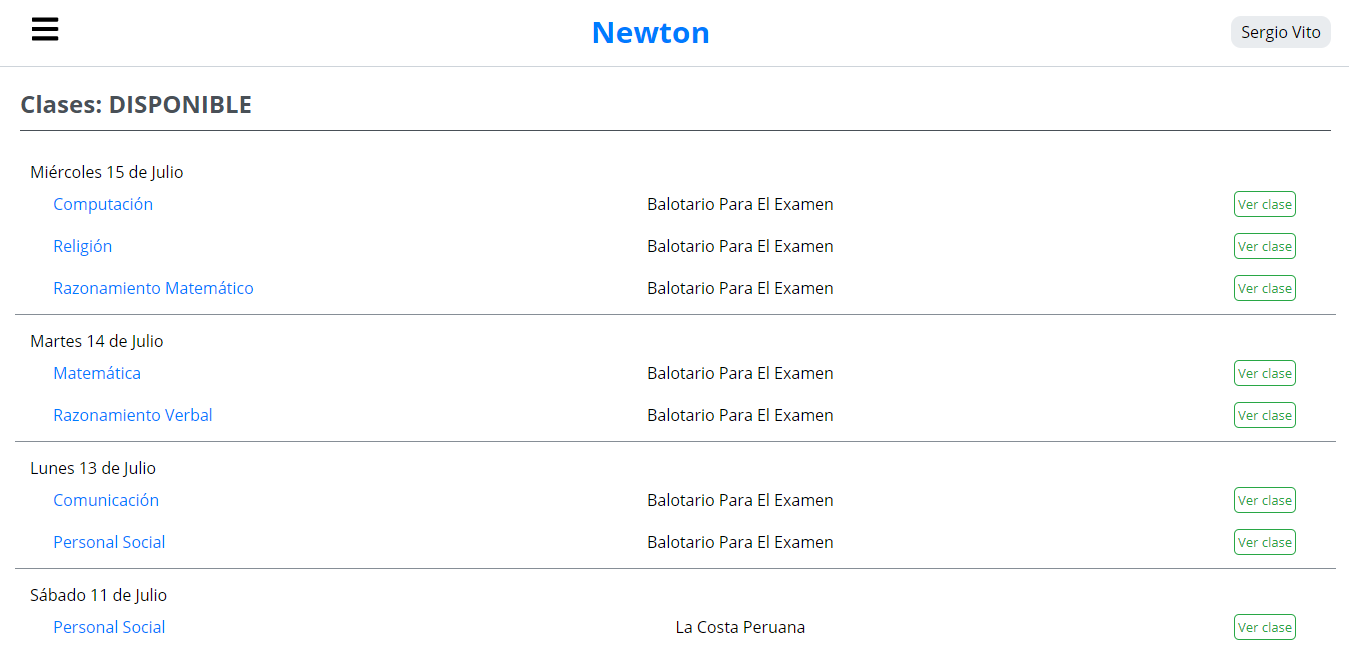 Newton
Sergio Vito
Clases: DISPONIBLE
Miércoles 15 de Julio
Computación Balotario Para El Examen Ver clase
Religión Balotario Para El Examen Ver clase
Razonamiento Matemático Balotario Para El Examen Ver clase
Martes 14 de Julio
Matemática Balotario Para El Examen Ver clase
Razonamiento Verbal Balotario Para El Examen Ver clase
Lunes 13 de Julio
Comunicación Balotario Para El Examen Ver clase
Personal Social Balotario Para El Examen Ver clase
Sábado 11 de Julio
Personal Social La Costa Peruana Ver clase